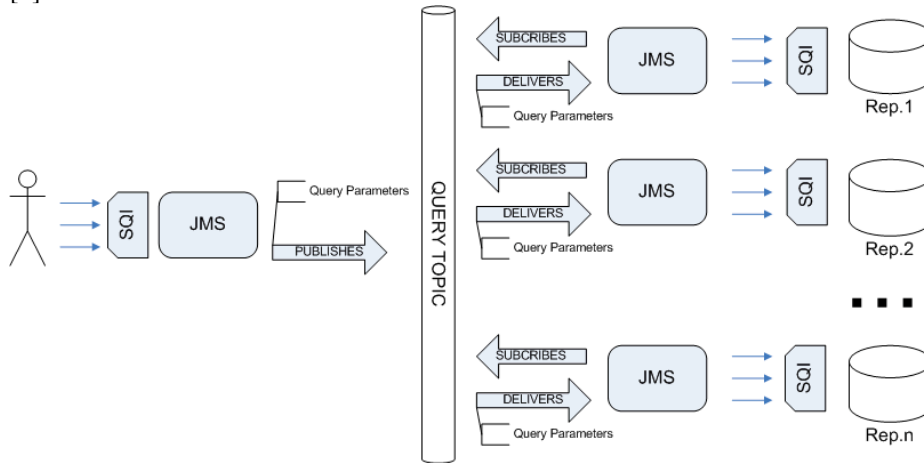 SUBCRIBES
JMS
SQI
DELIVERS
Query Parameters
Rep.1
SQI
JMS
Query Parameters
PUBLISHES
QUERY TOPIC
SUBCRIBES
JMS
SQI
DELIVERS
Query Parameters
Rep.2
SUBCRIBES
JMS
SQI
DELIVERS
Query Parameters
Rep.n